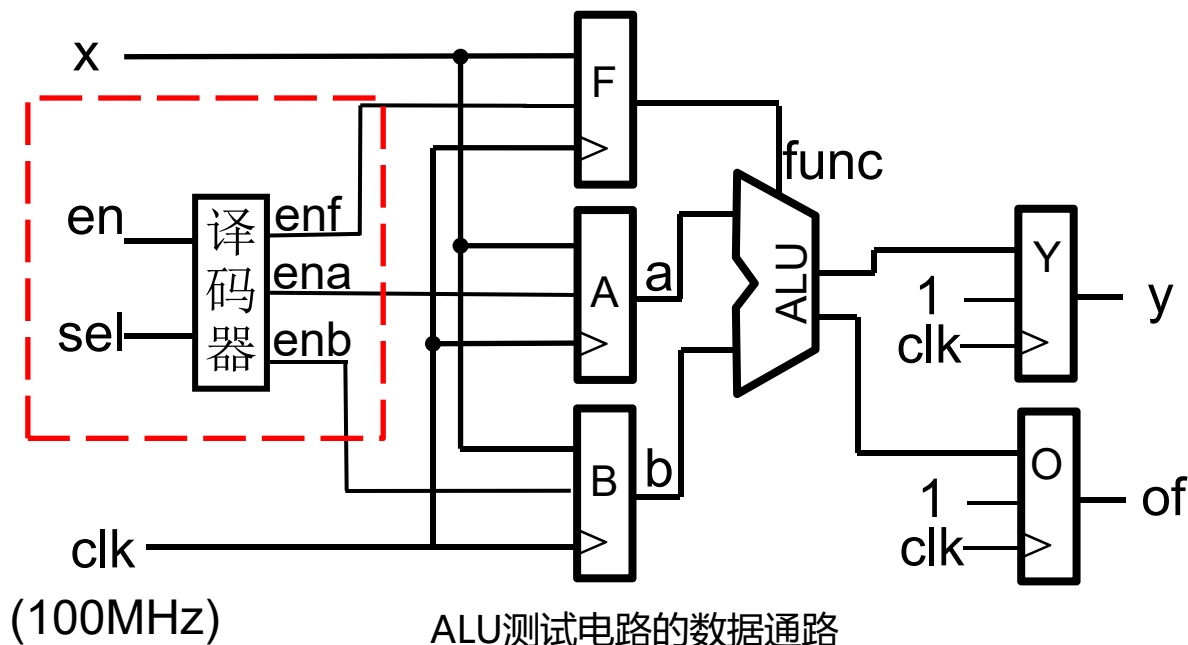 x
F
func
en
译码器
enf
ena
enb
sel
A
a
ALU
Y
1
clk
y
B
b
O
1
clk
of
clk
(100MHz)
ALU测试电路的数据通路